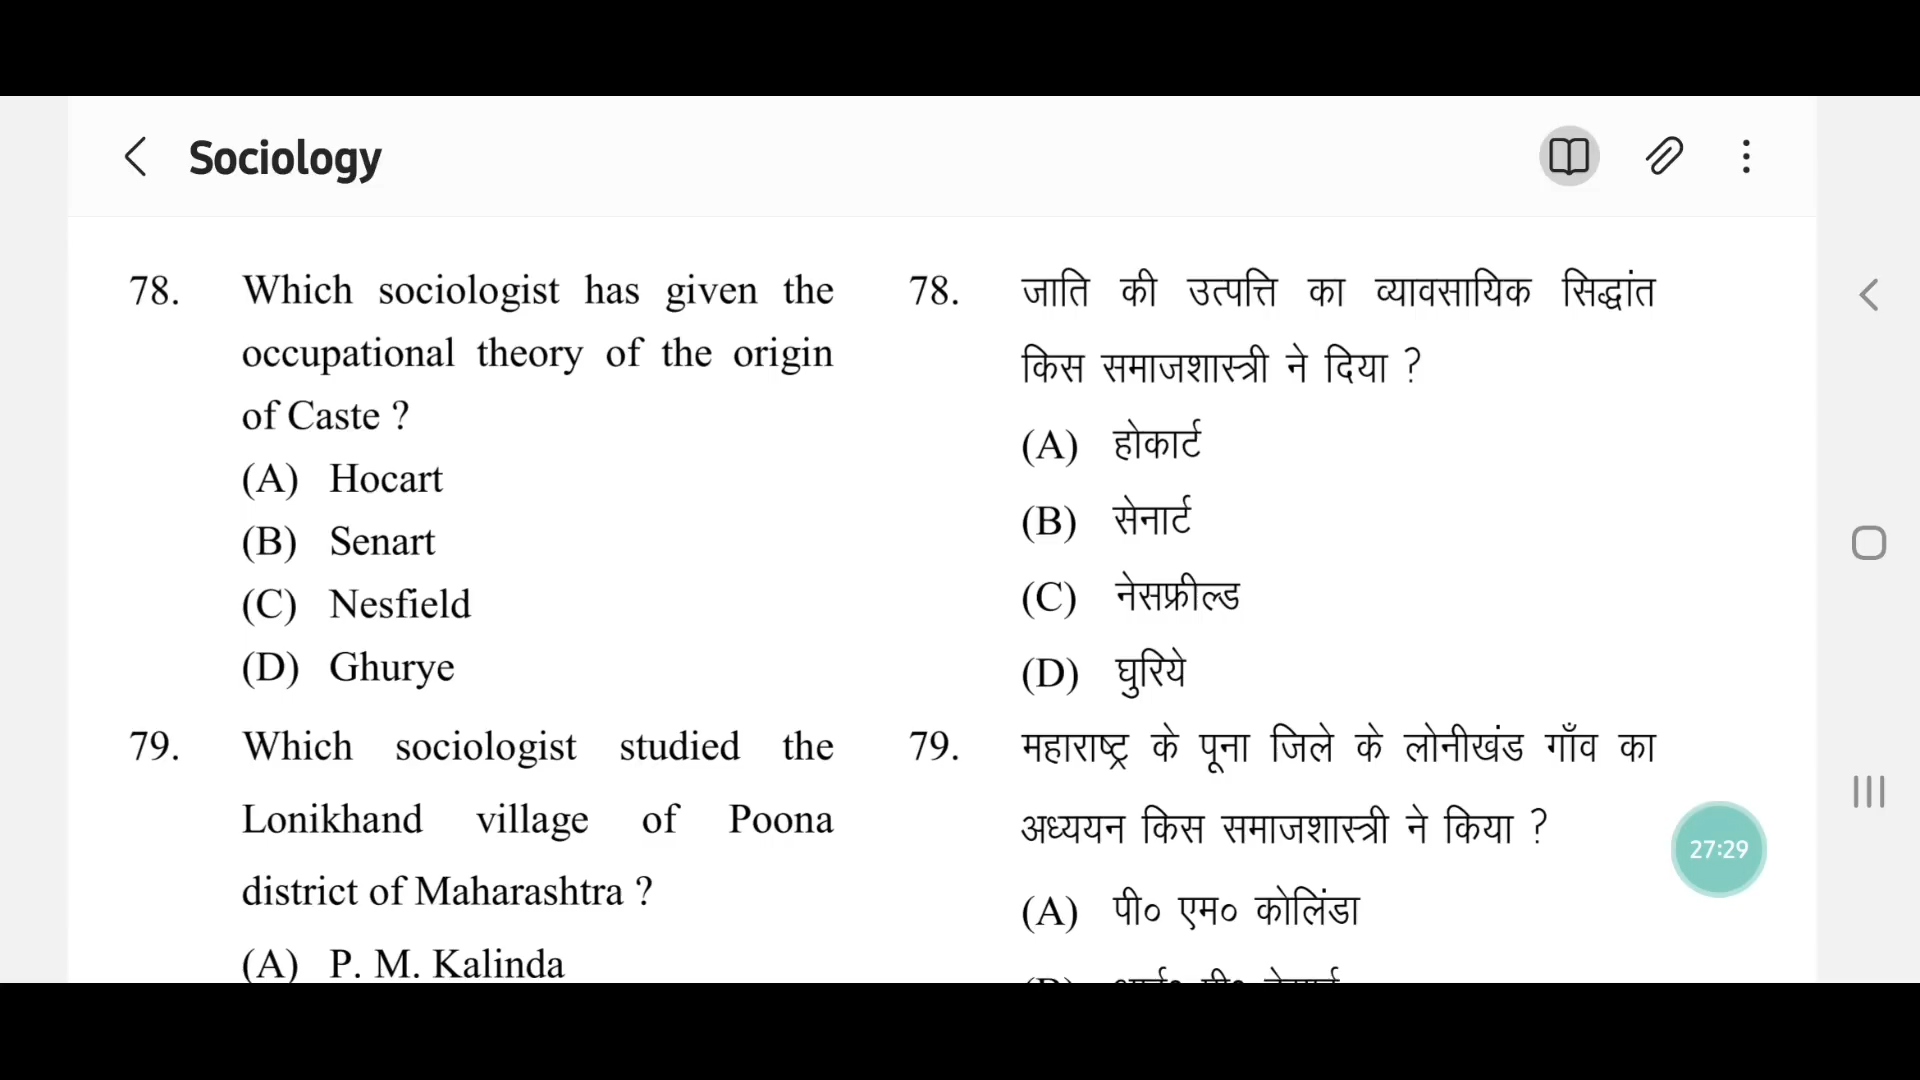 Sociology
78. Which sociologist has given the
occupational theory of the origin
of Caste ?
(A) Hocart
(B) Senart
(C) Nesfield
(D) Ghurye
79. Which sociologist studied the
Lonikhand village of Poona
district of Maharashtra ?
(A) P. M. Kalinda
78. जाति की उत्पत्ति का व्यावसायिक सिद्धांत
किस समाजशास्त्री ने दिया ?
(A) होकार्ट
(B) सेनार्ट
(C) नेसफ़ील्ड
(D) घुरिये
79. महाराष्ट्र के पूना जिले के लोनीखंड गाँव का
अध्ययन किस समाजशास्त्री ने किया ?
(A) पी० एम० कोलिंडा
27:29